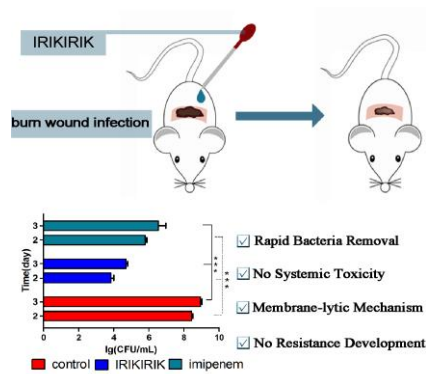 IRIKIRIK
burn wound infection
3
2
3
2
3
2
Time(day)
***
***
0 2 4 6 8 10
lg(CFU/mL)
control IRIKIRIK imipenem
Rapid Bacteria Removal
No Systemic Toxicity
Membrane-lytic Mechanism
No Resistance Development